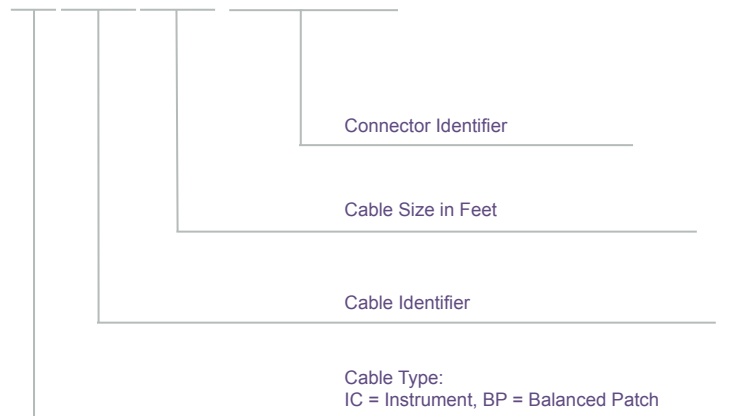 Connector Identifier
Cable Size in Feet
Cable Identifier
Cable Type:
IC = Instrument, BP = Balanced Patch